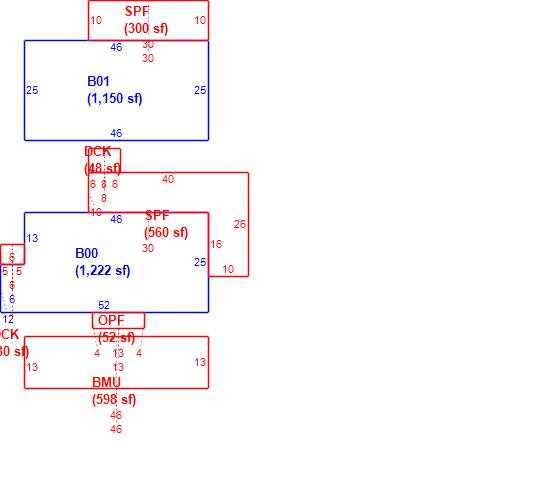 SPF
10 (300 sf) 10
46 30
30
B01
25 (1,150 sf) 25
46
DCK
(48 sf)
6 8 6 40
8
10
46 SPF
(560 sf) 26
30
13 16
B00 25
(1,222 sf) 10
6
5 5
6
6
52
12
OPF
(52 sf)
CK
30 sf)
4 13 4
13 13 13
BMU
(598 sf)
46
46